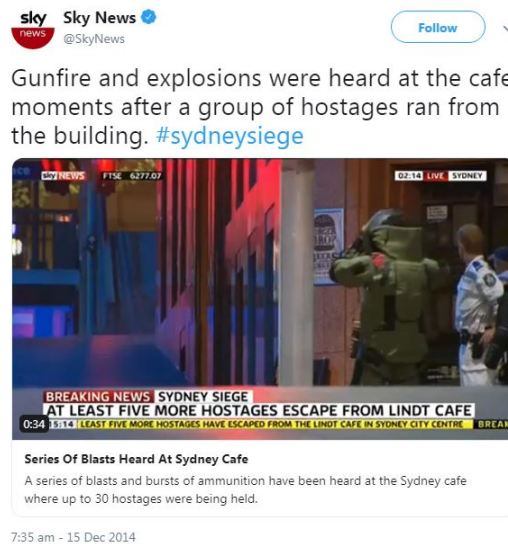 sky
news
Sky News
@SkyNews
Follow
Gunfire and explosions were heard at the cafe
moments after a group of hostages ran from
the building. #sydneysiege
sky NEWS FTSE 6277.07
02:14 LIVE SYDNEY
BREAKING NEWS SYDNEY SIEGE
AT LEAST FIVE MORE HOSTAGES ESCAPE FROM LINDT CAFE
0:34 5:14 LEAST FIVE MORE HOSTAGES HAVE ESCAPED FROM THE LINDT CAFE IN SYDNEY CITY CENTRE BREA
Series Of Blasts Heard At Sydney Cafe
A series of blasts and bursts of ammunition have been heard at the Sydney cafe
where up to 30 hostages were being held.
7:35 am - 15 Dec 2014